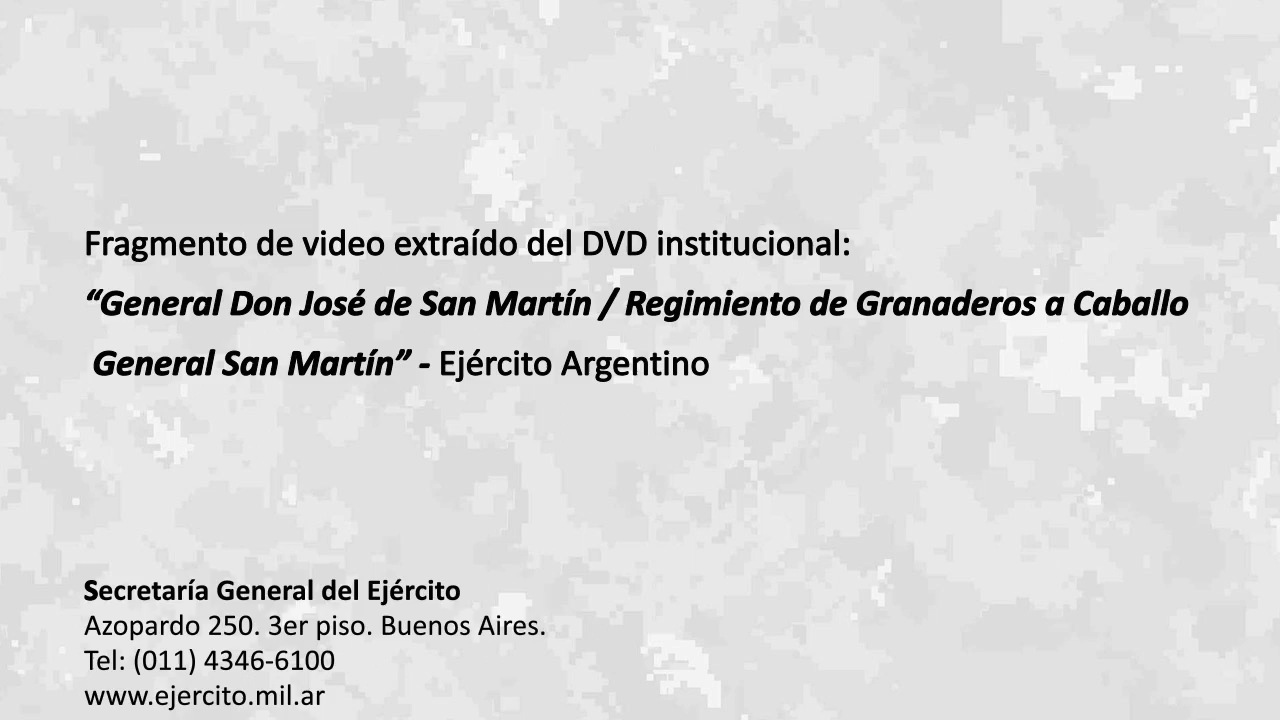 Fragmento de video extraído del DVD institucional:
“General Don José de San Martín / Regimiento de Granaderos a Caballo
General San Martín” - Ejército Argentino
Secretaría General del Ejército
Azopardo 250. 3er piso. Buenos Aires.
Tel: (011) 4346-6100
www.ejercito.mil.ar